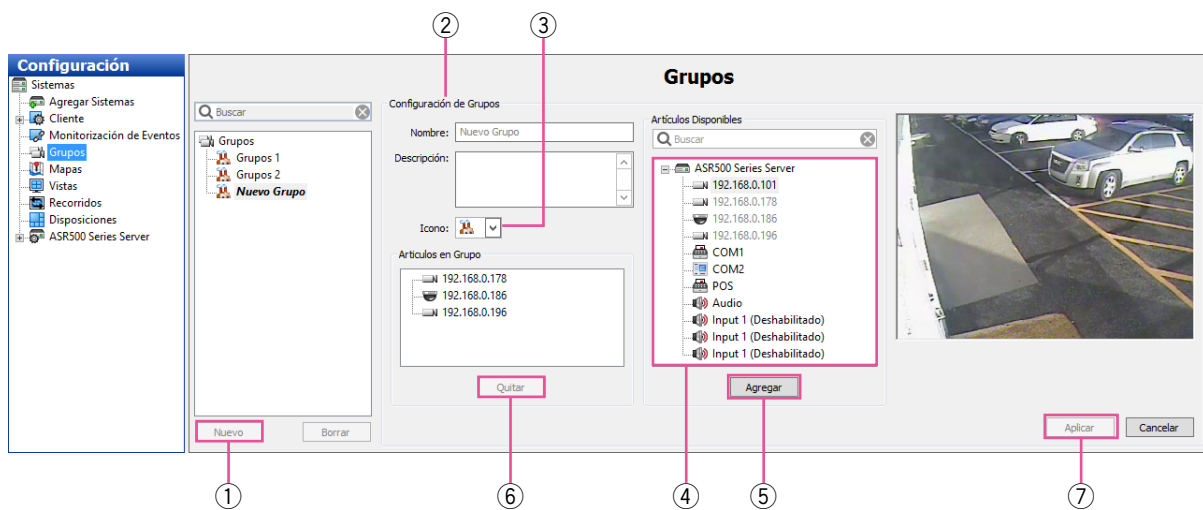 ② ③
Configuración
Sistemas
Agregar Sistemas
Cliente
Monitorización de Eventos
Grupos
Mapas
Vistas
Recorridos
Disposiciones
ASR500 Series Server
Grupos
Buscar
Grupos
Grupos 1
Grupos 2
Nuevo Grupo
Nuevo
Borrar
Configuración de Grupos
Nombre: Nuevo Grupo
Descripción:
Icono:
Articulos en Grupo
192.168.0.178
192.168.0.186
192.168.0.196
Quitar
Artículos Disponibles
Buscar
ASR500 Series Server
192.168.0.101
192.168.0.178
192.168.0.186
192.168.0.196
COM1
COM2
POS
Audio
Input 1 (Deshabilitado)
Input 1 (Deshabilitado)
Input 1 (Deshabilitado)
Agregar
Aplicar
Cancelar
① ⑥ ④ ⑤ ⑦